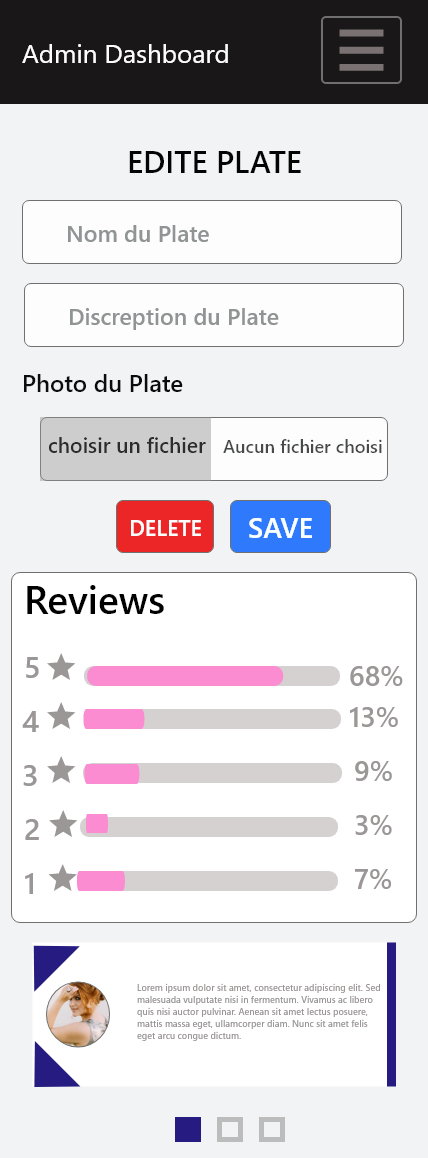 Admin Dashboard
EDITE PLATE
Nom du Plate
Discreption du Plate
Photo du Plate
choisir un fichier Aucun fichier choisi
DELETE SAVE
Reviews
5 68%
4 13%
3 9%
2 3%
1 7%
Lorem ipsum dolor sit amet, consectetur adipiscing elit. Sed
malesuada vulputate nisi in fermentum. Vivamus ac libero
quis nisi auctor pulvinar. Aenean sit amet lectus posuere,
mattis massa eget, ullamcorper diam. Nunc sit amet felis
eget arcu congue dictum.